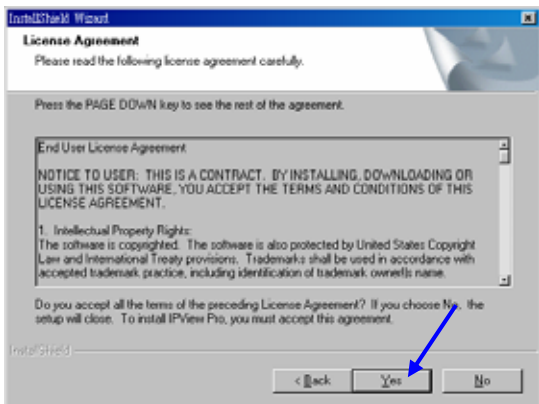 InstallShield Wizard
License Agreement
Please read the following license agreement carefully.
Press the PAGE DOWN key to see the rest of the agreement.
End User License Agreement
NOTICE TO USER: THIS IS A CONTRACT. BY INSTALLING, DOWNLOADING OR
USING THIS SOFTWARE, YOU ACCEPT THE TERMS AND CONDITIONS OF THIS
LICENSE AGREEMENT.
1. Intellectual Property Rights:
The software is copyrighted. The software is also protected by United States Copyright
Law and International Treaty provisions. Trademarks shall be used in accordance with
accepted trademark practice, including identification of trademark owner|s name.
Do you accept all the terms of the preceding License Agreement? If you choose No, the
setup will close. To install IPView Pro, you must accept this agreement.
InstallShield
< Back Yes No